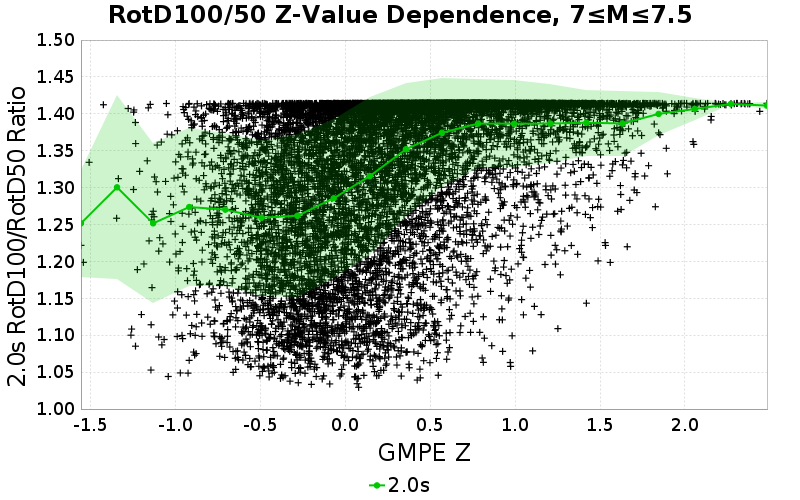 RotD100/50 Z-Value Dependence, 7≤M≤7.5
2.0s RotD100/RotD50 Ratio
1.50
1.45
1.40
1.35
1.30
1.25
1.20
1.15
1.10
1.05
1.00
-1.5 -1.0 -0.5 0.0 0.5 1.0 1.5 2.0
GMPE Z
2.0s